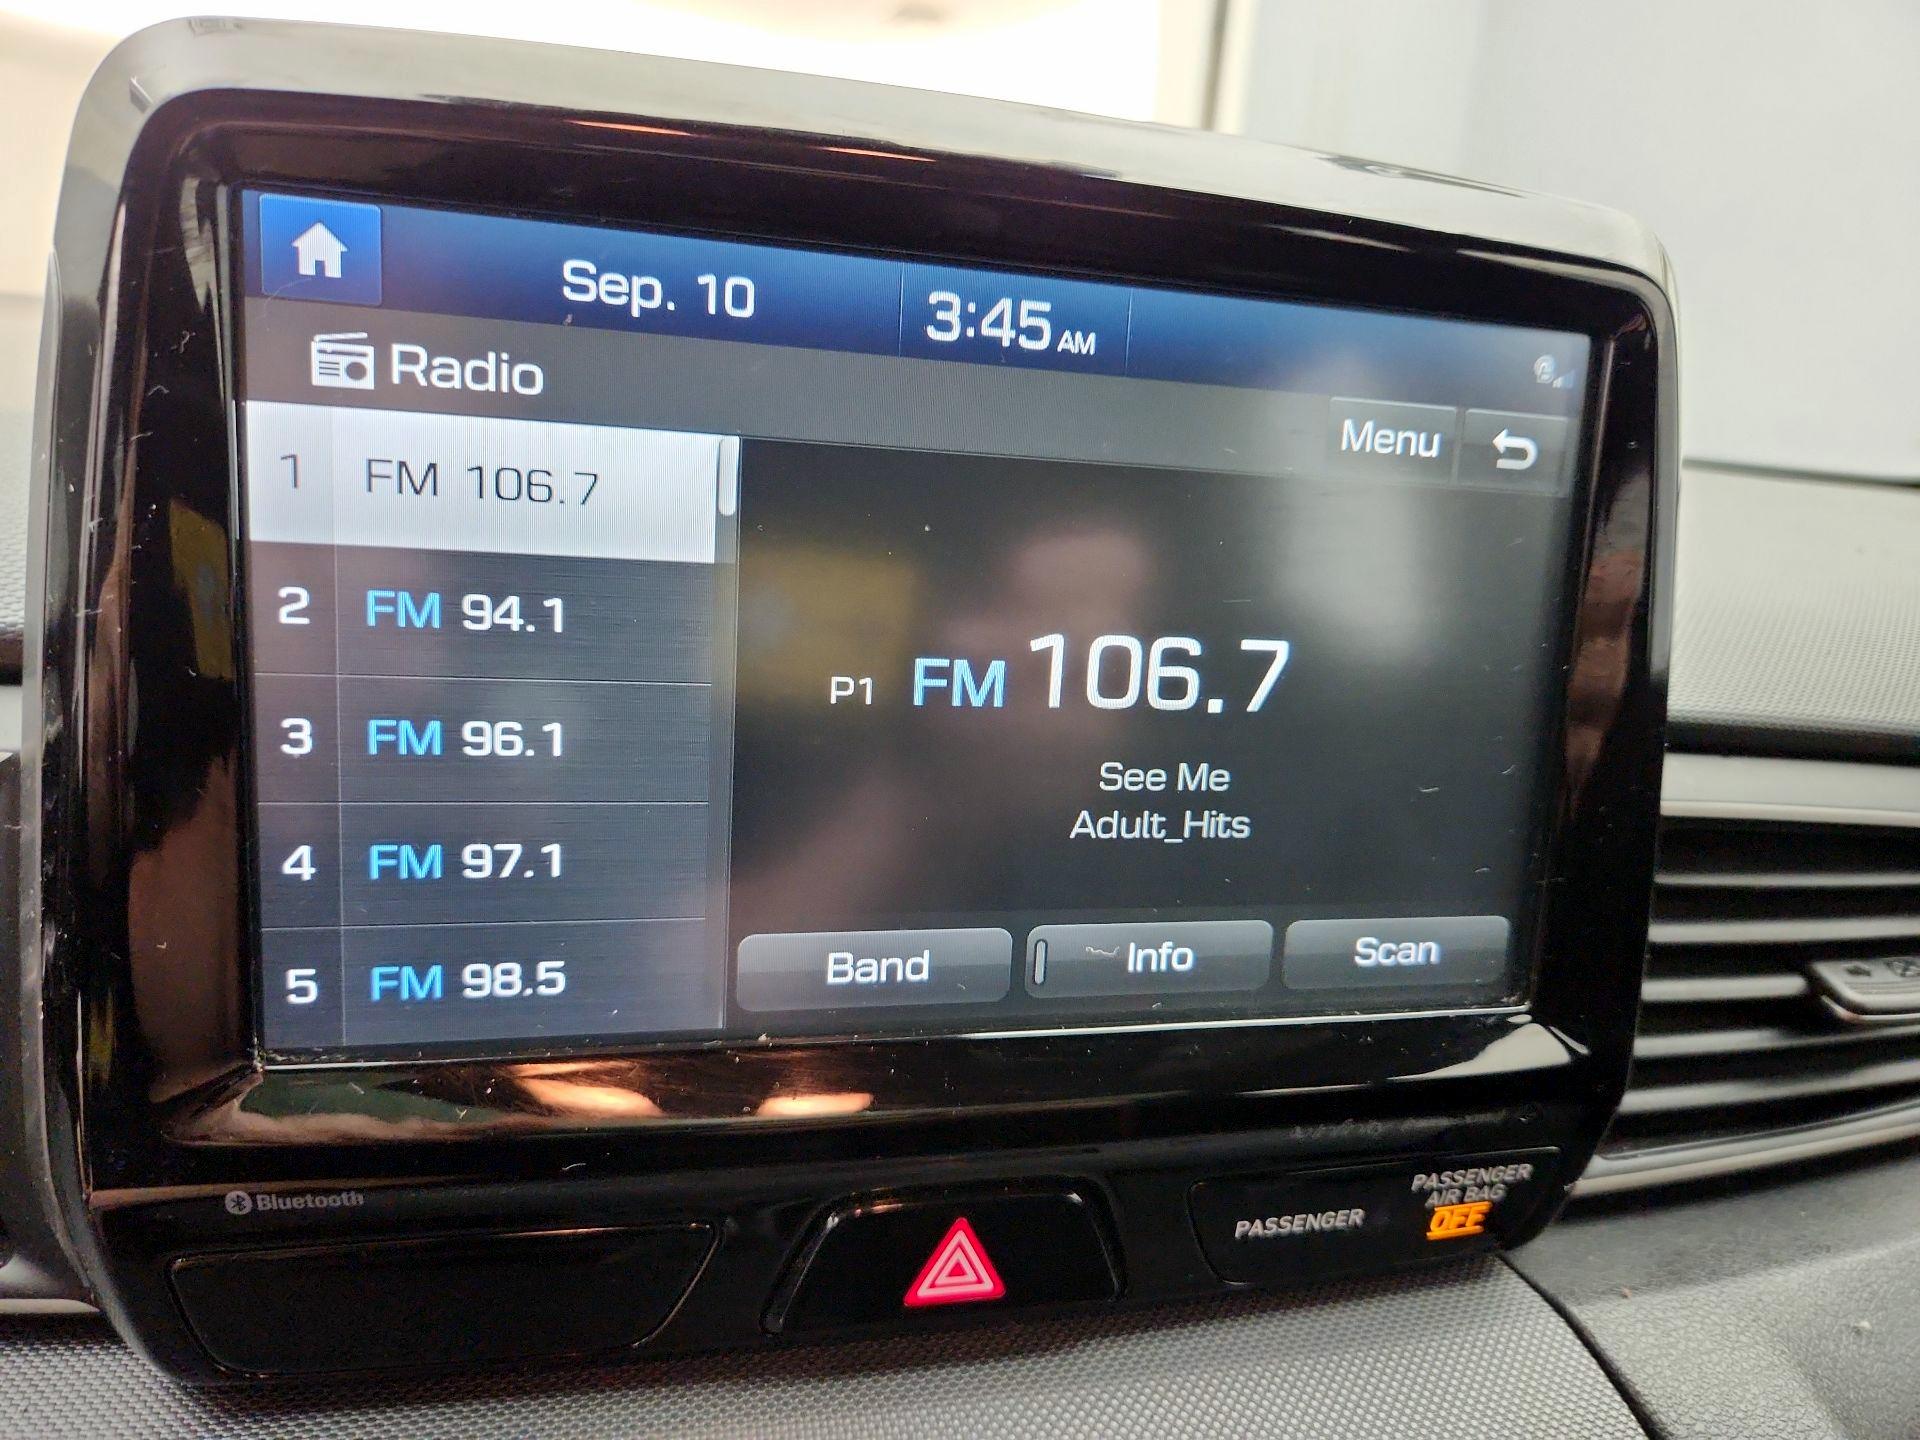 Sep. 10
3:45 AM
Radio
Menu
1 FM 106.7
2 FM 94.1
3 FM 96.1
4 FM 97.1
5 FM 98.5
P1 FM 106.7
See Me
Adult_Hits
Band
Info
Scan
Bluetooth
PASSENGER
PASSENGER
AIR BAG
OFF